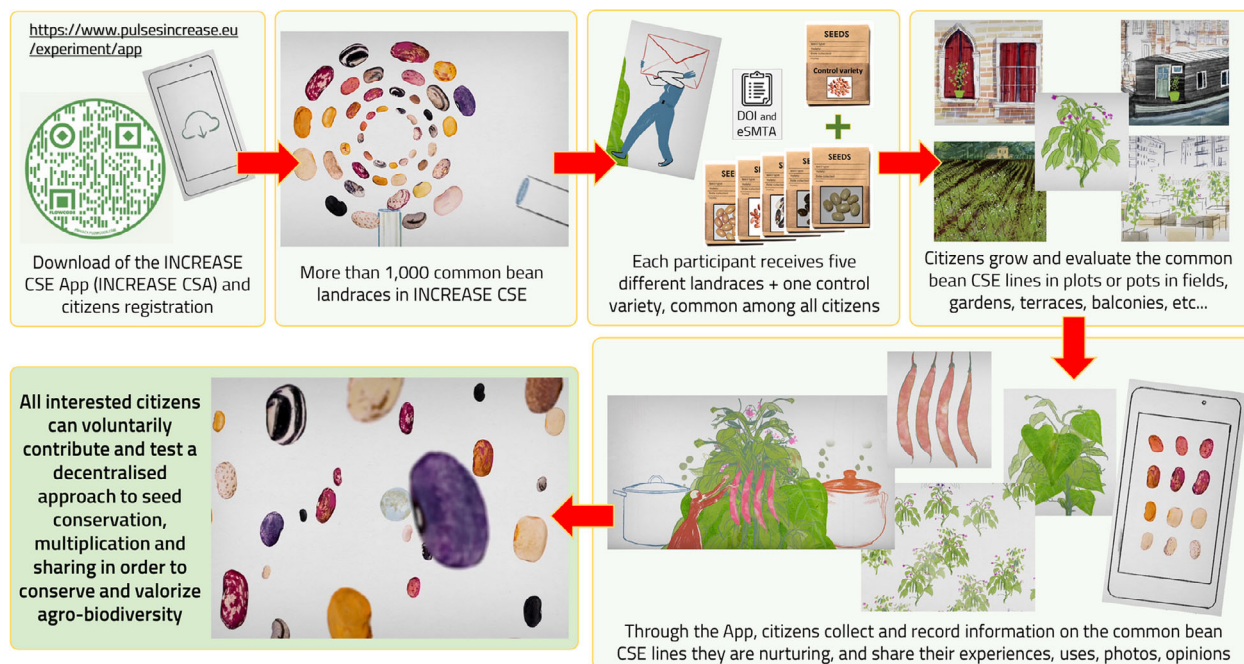 https://www.pulsesincrease.eu
/experiment/app
Download of the INCREASE
CSE App (INCREASE CSA) and
citizens registration
More than 1,000 common bean
landraces in INCREASE CSE
DOI and
eSMTA
SEEDS
Control variety
+
SEEDS
SEEDS
Each participant receives five
different landraces + one control
variety, common among all citizens
Citizens grow and evaluate the common
bean CSE lines in plots or pots in fields,
gardens, terraces, balconies, etc...
Through the App, citizens collect and record information on the common bean
CSE lines they are nurturing, and share their experiences, uses, photos, opinions
All interested citizens
can voluntarily
contribute and test a
decentralised
approach to seed
conservation,
multiplication and
sharing in order to
conserve and valorize
agro-biodiversity